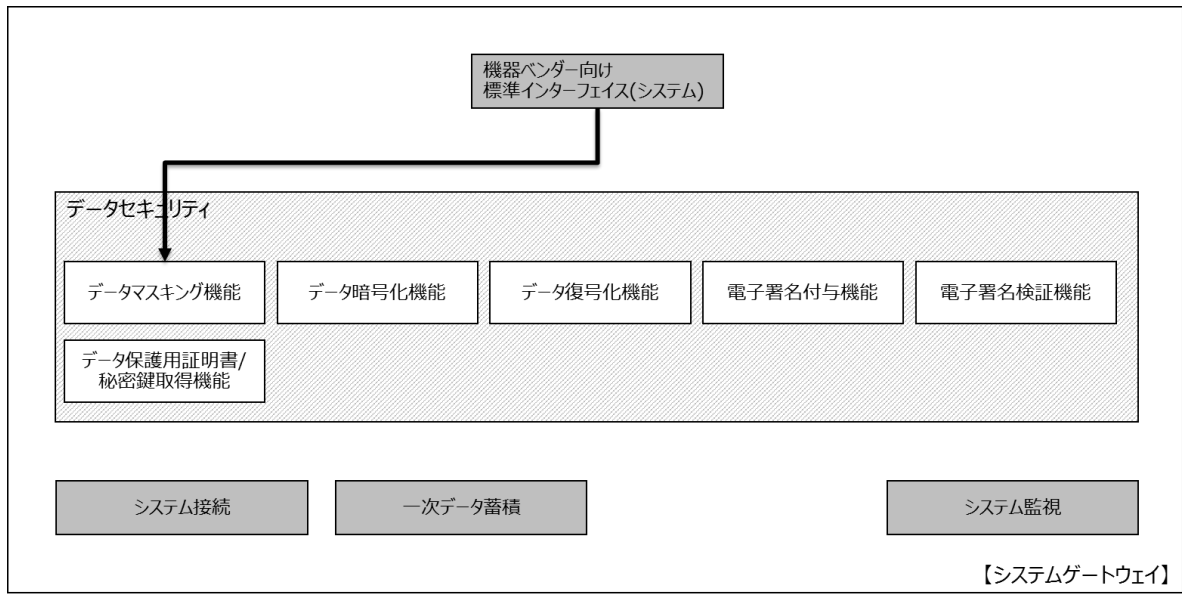 機器ベンダー向け
標準インターフェイス(システム)
データセキュリティ
データマスキング機能
データ暗号化機能
データ復号化機能
電子署名付与機能
電子署名検証機能
データ保護用証明書/
秘密鍵取得機能
システム接続
一次データ蓄積
システム監視
【システムゲートウェイ】